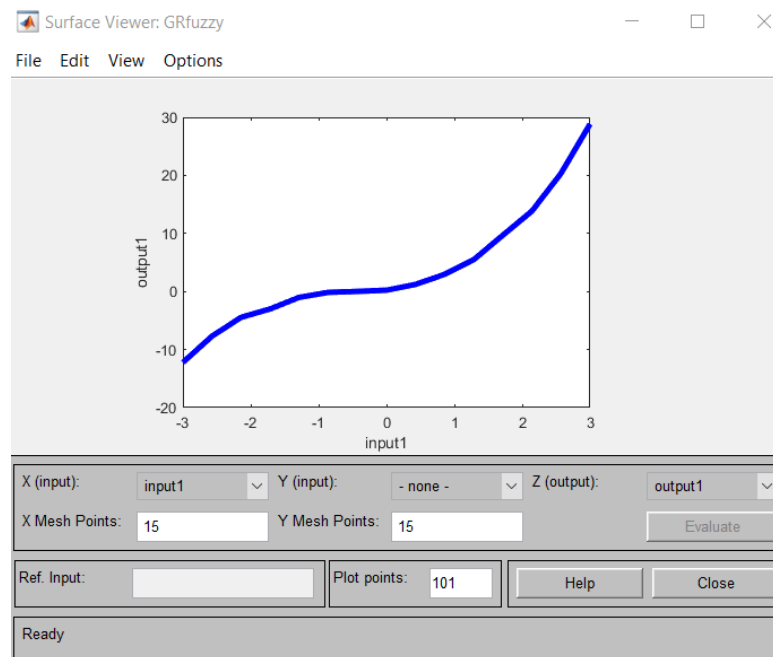 Surface Viewer: GRfuzzy
File Edit View Options
30
20
10
0
-10
-20
output1
-3 -2 -1 0 1 2 3
input1
X (input): input1 Y (input): - none - Z (output): output1
X Mesh Points: 15 Y Mesh Points: 15 Evaluate
Ref. Input: Plot points: 101 Help Close
Ready